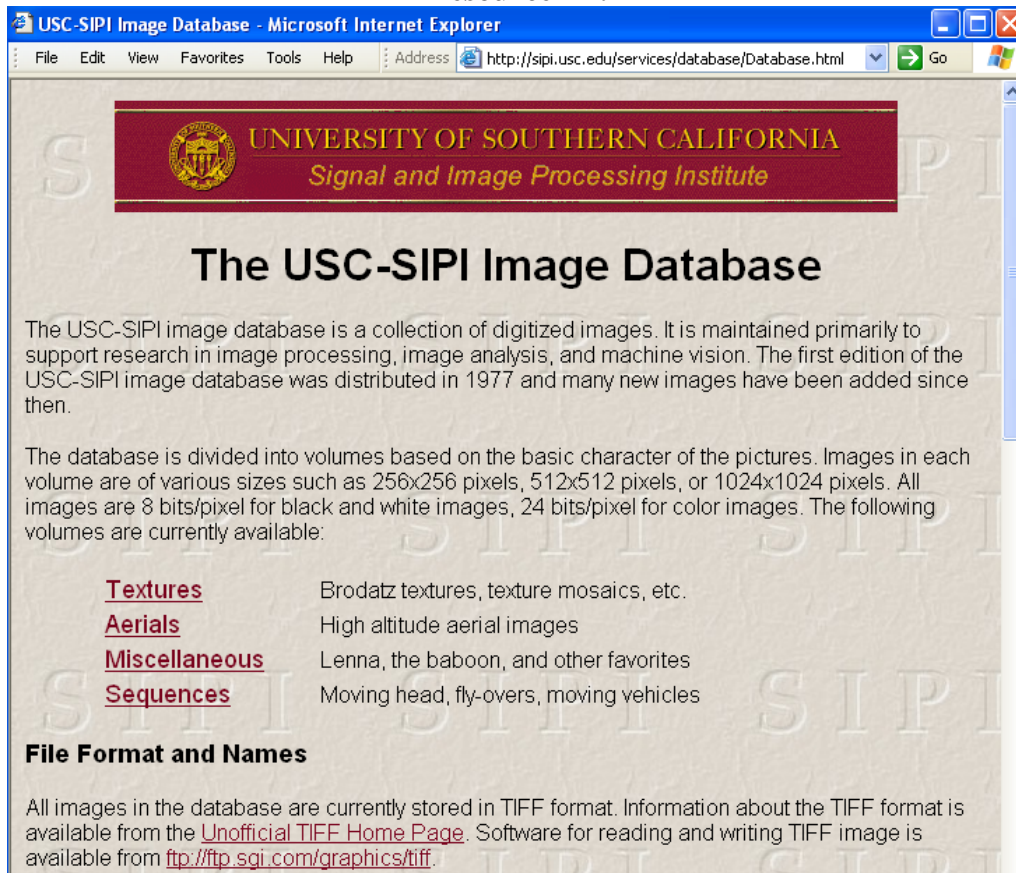 USC-SIPI Image Database - Microsoft Internet Explorer
File Edit View Favorites Tools Help Address http://sipi.usc.edu/services/database/Database.html Go
UNIVERSITY OF SOUTHERN CALIFORNIA
Signal and Image Processing Institute
The USC-SIPI Image Database
The USC-SIPI image database is a collection of digitized images. It is maintained primarily to
support research in image processing, image analysis, and machine vision. The first edition of the
USC-SIPI image database was distributed in 1977 and many new images have been added since
then.
The database is divided into volumes based on the basic character of the pictures. Images in each
volume are of various sizes such as 256x256 pixels, 512x512 pixels, or 1024x1024 pixels. All
images are 8 bits/pixel for black and white images, 24 bits/pixel for color images. The following
volumes are currently available:
Textures Brodatz textures, texture mosaics, etc.
Aerials High altitude aerial images
Miscellaneous Lenna, the baboon, and other favorites
Sequences Moving head, fly-overs, moving vehicles
File Format and Names
All images in the database are currently stored in TIFF format. Information about the TIFF format is
available from the Unofficial TIFF Home Page. Software for reading and writing TIFF image is
available from ftp://ftp.sgi.com/graphics/tiff.